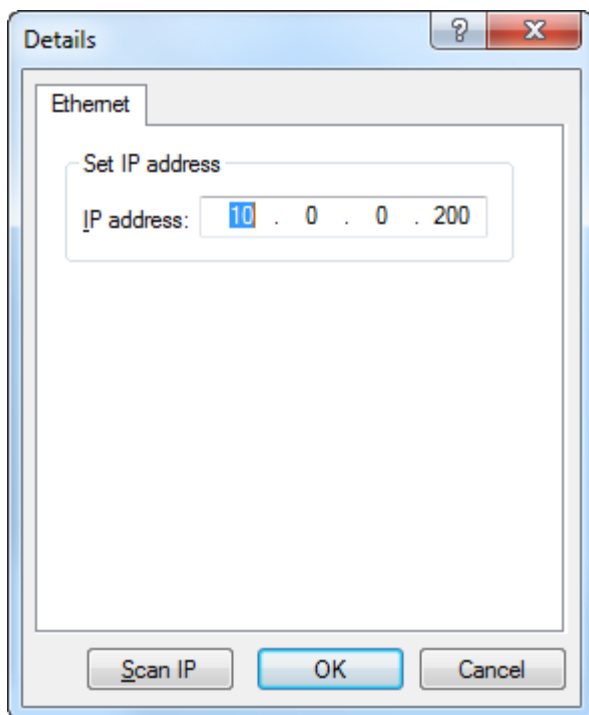 Details
Ethernet
Set IP address
IP address: 10 . 0 . 0 . 200
Scan IP OK Cancel